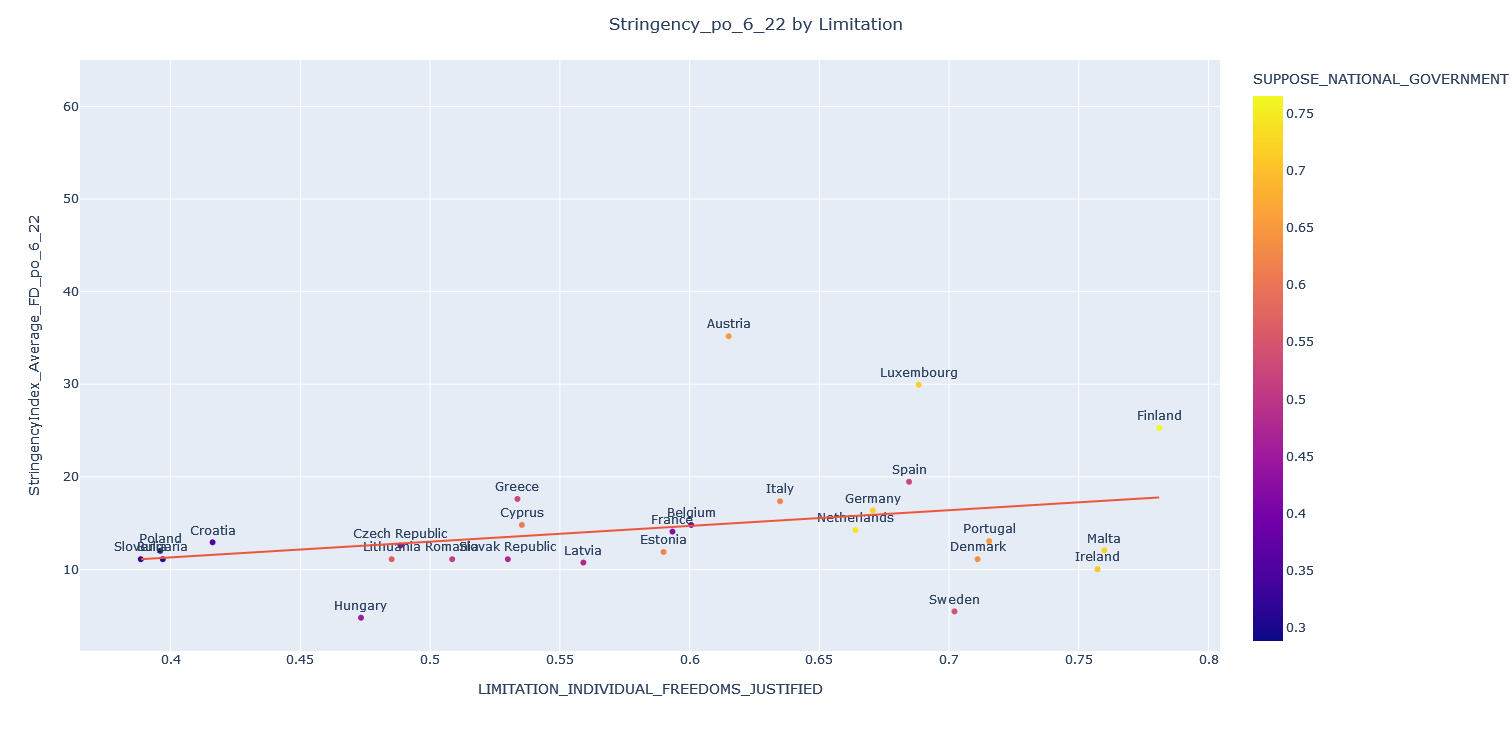 Stringency_po_6_22 by Limitation
SUPPOSE_NATIONAL_GOVERNMENT
StringencyIndex_Average_FD_po_6_22
60
50
40
30
20
10
Austria
Luxembourg
Finland
Spain
Greece
Italy
Germany
Cyprus
Belgium
France
Netherlands
Croatia
Czech Republic
Poland
Portugal
Malta
Estonia
Slovenia
Bulgaria
Lithuania
Romania
Slovak Republic
Denmark
Latvia
Ireland
Hungary
Sweden
0.4
0.45
0.5
0.55
0.6
0.65
0.7
0.75
0.8
LIMITATION_INDIVIDUAL_FREEDOMS_JUSTIFIED
0.75
0.7
0.65
0.6
0.55
0.5
0.45
0.4
0.35
0.3